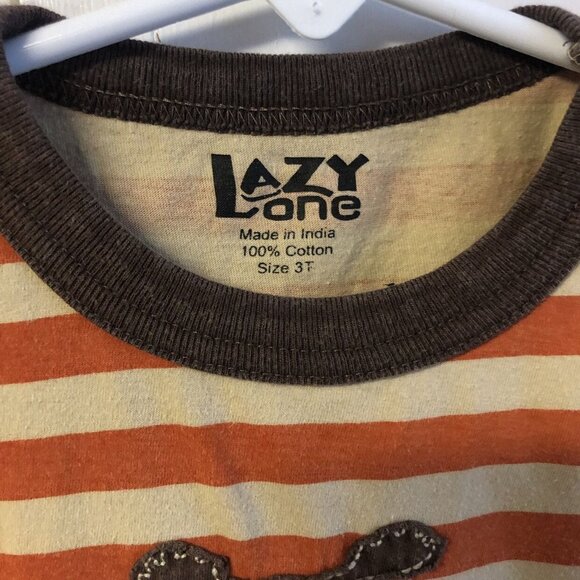 LAZY
one
Made in India
100% Cotton
Size 3T